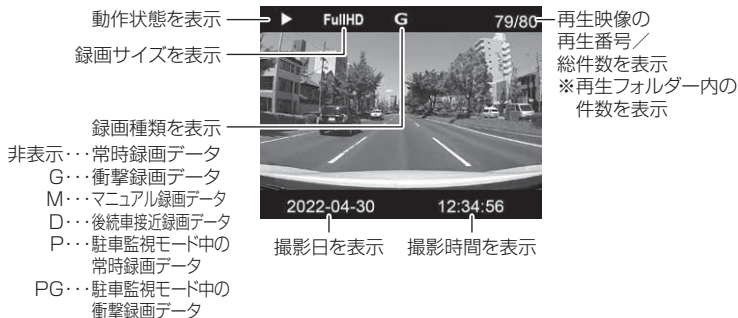 動作状態を表示
録画サイズを表示
録画種類を表示
非表示･･･常時録画データ
G･･･衝撃録画データ
M･･･マニュアル録画データ
D･･･後続車接近録画データ
P･･･駐車監視モード中の
常時録画データ
PG･･･駐車監視モード中の
衝撃録画データ
FullHD G 79/80
2022-04-30 12:34:56
撮影日を表示 撮影時間を表示
再生映像の
再生番号／
総件数を表示
※再生フォルダー内の
件数を表示